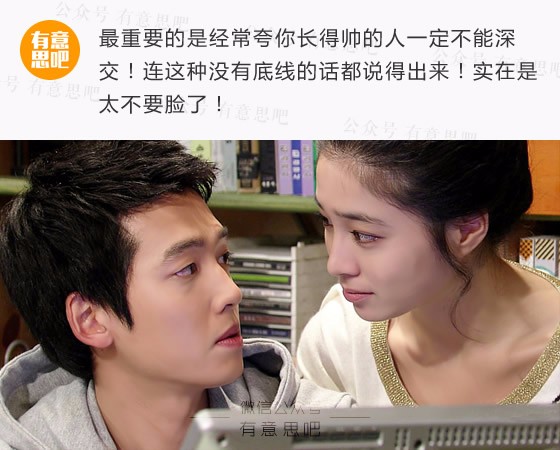 有意
思吧
最重要的是经常夸你长得帅的人一定不能深
交！连这种没有底线的话都说得出来！实在是
太不要脸了！
公众号 有意思吧
公众号 有意思吧
公众号 有意思吧
微信公众号
有意思吧